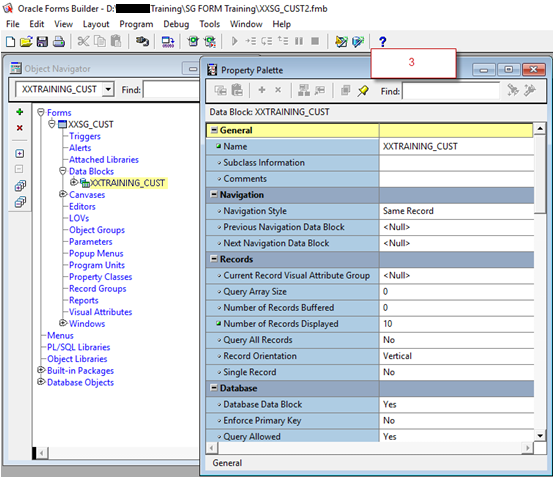 Oracle Forms Builder - D:\ Training\SG FORM Training\XXSG_CUST2.fmb
File Edit View Layout Program Debug Tools Window Help
3
Object Navigator
XXTRAINING_CUST Find:
Forms
XXSG_CUST
Triggers
Alerts
Attached Libraries
Data Blocks
XXTRAINING_CUST
Canvases
Editors
LOVs
Object Groups
Parameters
Popup Menus
Program Units
Property Classes
Record Groups
Reports
Visual Attributes
Windows
Menus
PL/SQL Libraries
Object Libraries
Built-in Packages
Database Objects
Property Palette
Find:
Data Block: XXTRAINING_CUST
General
Name XXTRAINING_CUST
Subclass Information
Comments
Navigation
Navigation Style Same Record
Previous Navigation Data Block <Null>
Next Navigation Data Block <Null>
Records
Current Record Visual Attribute Group <Null>
Query Array Size 0
Number of Records Buffered 0
Number of Records Displayed 10
Query All Records No
Record Orientation Vertical
Single Record No
Database
Database Data Block Yes
Enforce Primary Key No
Query Allowed Yes
General